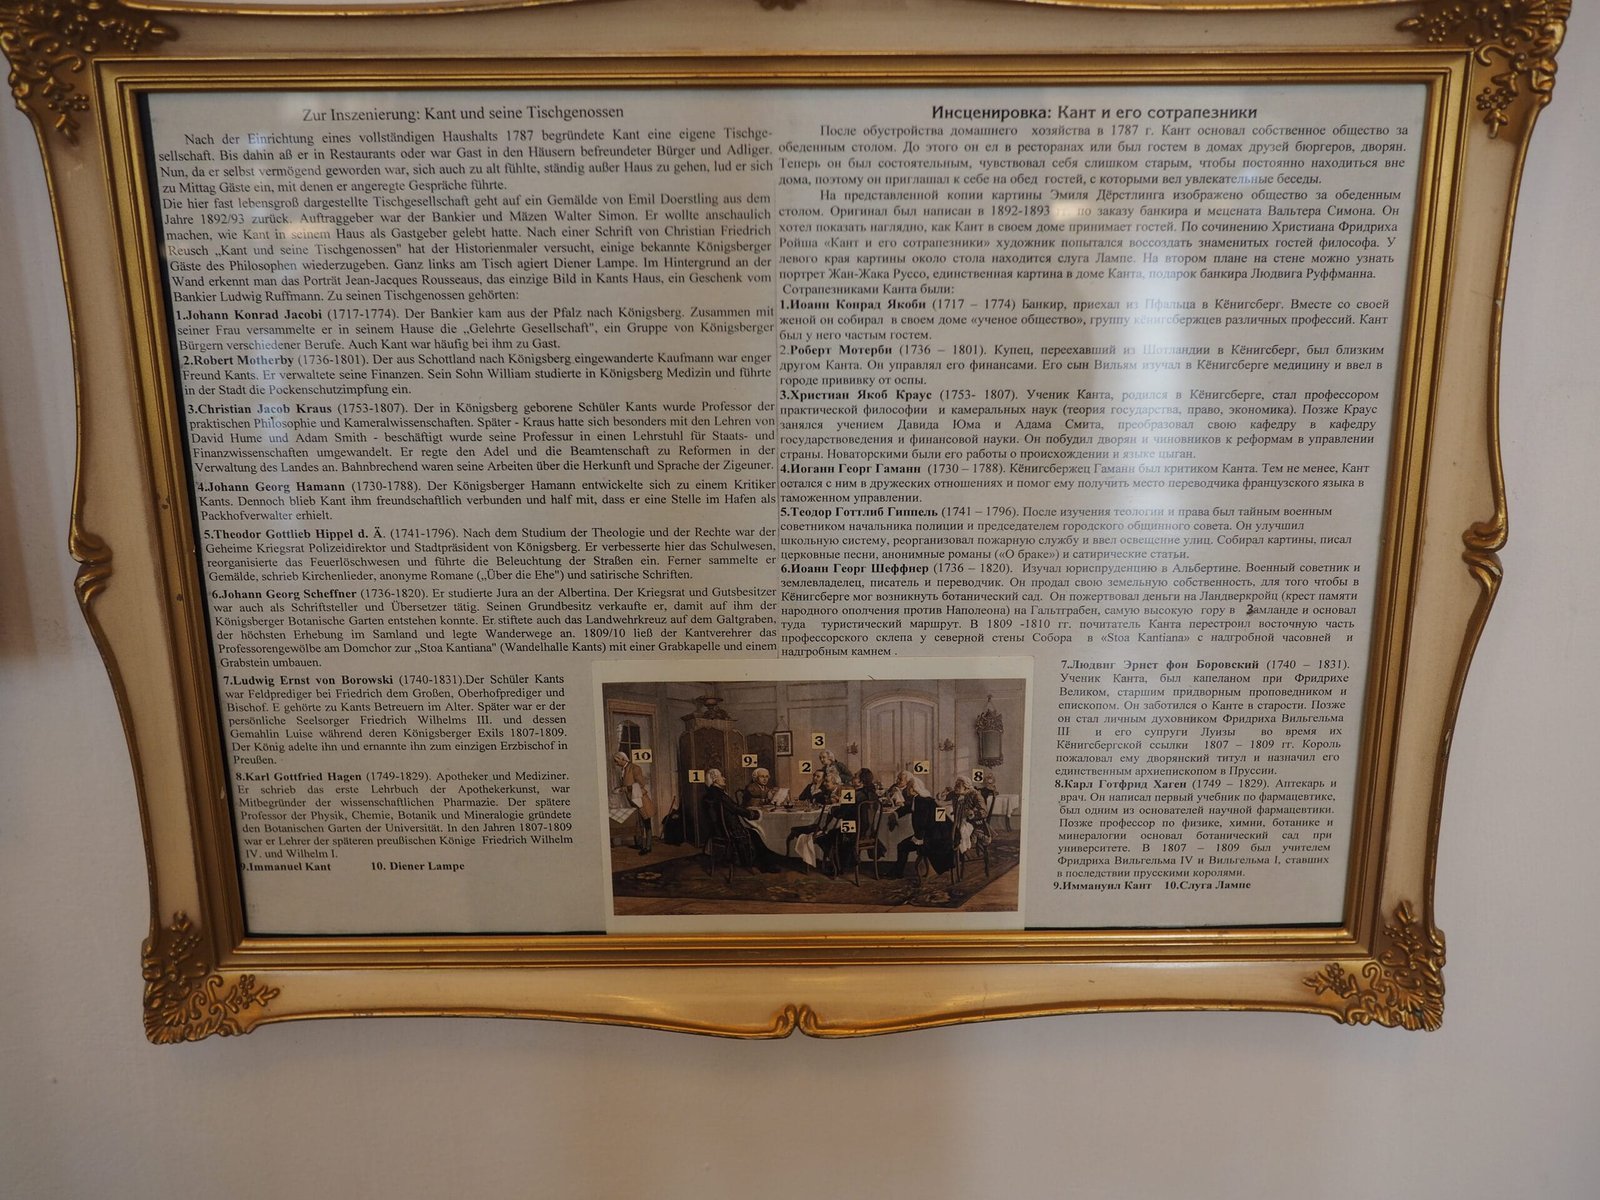 Zur Inszenierung: Kant und seine Tischgenossen
Nach der Einrichtung eines vollständigen Haushalts 1787 begründete Kant eine eigene Tischge-
sellschaft. Bis dahin aß er in Restaurants oder war Gast in den Häusern befreundeter Bürger und Adliger.
Nun, da er selbst vermögend geworden war, sich auch zu alt fühlte, ständig außer Haus zu gehen, lud er sich
zu Mittag Gäste ein, mit denen er angeregte Gespräche führte.
Die hier fast lebensgroß dargestellte Tischgesellschaft geht auf ein Gemälde von Emil Doerstling aus dem
Jahre 1892/93 zurück. Auftraggeber war der Bankier und Mäzen Walter Simon. Er wollte anschaulich
machen, wie Kant in seinem Haus als Gastgeber gelebt hatte. Nach einer Schrift von Christian Friedrich
Reusch „Kant und seine Tischgenossen" hat der Historienmaler versucht, einige bekannte Königsberger
Gäste des Philosophen wiederzugeben. Ganz links am Tisch agiert Diener Lampe. Im Hintergrund an der
Wand erkennt man das Porträt Jean-Jacques Rousseaus, das einzige Bild in Kants Haus, ein Geschenk vom
Bankier Ludwig Ruffmann. Zu seinen Tischgenossen gehörten:
1.Johann Konrad Jacobi (1717-1774). Der Bankier kam aus der Pfalz nach Königsberg. Zusammen mit
seiner Frau versammelte er in seinem Hause die „Gelehrte Gesellschaft", ein Gruppe von Königsberger
Bürgern verschiedener Berufe. Auch Kant war häufig bei ihm zu Gast.
2.Robert Motherby (1736-1801). Der aus Schottland nach Königsberg eingewanderte Kaufmann war enger
Freund Kants. Er verwaltete seine Finanzen. Sein Sohn William studierte in Königsberg Medizin und führte
in der Stadt die Pockenschutzimpfung ein.
3.Christian Jacob Kraus (1753-1807). Der in Königsberg geborene Schüler Kants wurde Professor der
praktischen Philosophie und Kameralwissenschaften. Später - Kraus hatte sich besonders mit den Lehren von
David Hume und Adam Smith - beschäftigt wurde seine Professur in einen Lehrstuhl für Staats- und
Finanzwissenschaften umgewandelt. Er regte den Adel und die Beamtenschaft zu Reformen in der
Verwaltung des Landes an. Bahnbrechend waren seine Arbeiten über die Herkunft und Sprache der Zigeuner.
4.Johann Georg Hamann (1730-1788). Der Königsberger Hamann entwickelte sich zu einem Kritiker
Kants. Dennoch blieb Kant ihm freundschaftlich verbunden und half mit, dass er eine Stelle im Hafen als
Packhofverwalter erhielt.
5.Theodor Gottlieb Hippel d. Ä. (1741-1796). Nach dem Studium der Theologie und der Rechte war der
Geheime Kriegsrat Polizeidirektor und Stadtpräsident von Königsberg. Er verbesserte hier das Schulwesen,
reorganisierte das Feuerlöschwesen und führte die Beleuchtung der Straßen ein. Ferner sammelte er
Gemälde, schrieb Kirchenlieder, anonyme Romane („Über die Ehe") und satirische Schriften.
6.Johann Georg Scheffner (1736-1820). Er studierte Jura an der Albertina. Der Kriegsrat und Gutsbesitzer
war auch als Schriftsteller und Übersetzer tätig. Seinen Grundbesitz verkaufte er, damit auf ihm der
Königsberger Botanische Garten entstehen konnte. Er stiftete auch das Landwehrkreuz auf dem Galtgraben,
der höchsten Erhebung im Samland und legte Wanderwege an. 1809/10 ließ der Kantverehrer das
Professorengewölbe am Domchor zur „Stoa Kantiana" (Wandelhalle Kants) mit einer Grabkapelle und einem
Grabstein umbauen.
7.Ludwig Ernst von Borowski (1740-1831).Der Schüler Kants
war Feldprediger bei Friedrich dem Großen, Oberhofprediger und
Bischof. E gehörte zu Kants Betreuern im Alter. Später war er der
persönliche Seelsorger Friedrich Wilhelms III. und dessen
Gemahlin Luise während deren Königsberger Exils 1807-1809.
Der König adelte ihn und ernannte ihn zum einzigen Erzbischof in
Preußen.
8.Karl Gottfried Hagen (1749-1829). Apotheker und Mediziner.
Er schrieb das erste Lehrbuch der Apothekerkunst, war
Mitbegründer der wissenschaftlichen Pharmazie. Der spätere
Professor der Physik, Chemie, Botanik und Mineralogie gründete
den Botanischen Garten der Universität. In den Jahren 1807-1809
war er Lehrer der späteren preußischen Könige Friedrich Wilhelm
IV. und Wilhelm I.
9.Immanuel Kant 10. Diener Lampe
Инсценировка: Кант и его сотрапезники
После обустройства домашнего хозяйства в 1787 г. Кант основал собственное общество за
обеденным столом. До этого он ел в ресторанах или был гостем в домах друзей бюргеров, дворян.
Теперь он был состоятельным, чувствовал себя слишком старым, чтобы постоянно находиться вне
дома, поэтому он приглашал к себе на обед гостей, с которыми вел увлекательные беседы.
На представленной копии картины Эмиля Дёрстлинга изображено общество за обеденным
столом. Оригинал был написан в 1892-1893 гг. по заказу банкира и мецената Вальтера Симона. Он
хотел показать наглядно, как Кант в своем доме принимает гостей. По сочинению Христиана Фридриха
Ройша «Кант и его сотрапезники» художник попытался воссоздать знаменитых гостей философа. У
левого края картины около стола находится слуга Лампе. На втором плане на стене можно узнать
портрет Жан-Жака Руссо, единственная картина в доме Канта, подарок банкира Людвига Руффманна.
Сотрапезниками Канта были:
1.Иоанн Конрад Якоби (1717 – 1774) Банкир, приехал из Пфальца в Кёнигсберг. Вместе со своей
женой он собирал в своем доме «ученое общество», группу кёнигсбержцев различных профессий. Кант
был у него частым гостем.
2.Роберт Мотерби (1736 – 1801). Купец, переехавший из Шотландии в Кёнигсберг, был близким
другом Канта. Он управлял его финансами. Его сын Вильям изучал в Кёнигсберге медицину и ввел в
городе прививку от оспы.
3.Христиан Якоб Краус (1753- 1807). Ученик Канта, родился в Кёнигсберге, стал профессором
практической философии и камеральных наук (теория государства, право, экономика). Позже Краус
занялся учением Давида Юма и Адама Смита, преобразовал свою кафедру в кафедру
государствоведения и финансовой науки. Он побудил дворян и чиновников к реформам в управлении
страны. Новаторскими были его работы о происхождении и языке цыган.
4.Иоганн Георг Гаманн (1730 – 1788). Кёнигсбержец Гаманн был критиком Канта. Тем не менее, Кант
остался с ним в дружеских отношениях и помог ему получить место переводчика французского языка в
таможенном управлении.
5.Теодор Готтлиб Гиппель (1741 – 1796). После изучения теологии и права был тайным военным
советником начальника полиции и председателем городского общинного совета. Он улучшил
школьную систему, реорганизовал пожарную службу и ввел освещение улиц. Собирал картины, писал
церковные песни, анонимные романы («О браке») и сатирические статьи.
6.Иоанн Георг Шеффнер (1736 – 1820). Изучал юриспруденцию в Альбертине. Военный советник и
землевладелец, писатель и переводчик. Он продал свою земельную собственность, для того чтобы в
Кёнигсберге мог возникнуть ботанический сад. Он пожертвовал деньги на Ландверкройц (крест памяти
народного ополчения против Наполеона) на Гальтграбен, самую высокую гору в Замланде и основал
туда туристический маршрут. В 1809 -1810 гг. почитатель Канта перестроил восточную часть
профессорского склепа у северной стены Собора в «Stoa Kantiana» с надгробной часовней и
надгробным камнем .
7.Людвиг Эрнст фон Боровский (1740 – 1831).
Ученик Канта, был капеланом при Фридрихе
Великом, старшим придворным проповедником и
епископом. Он заботился о Канте в старости. Позже
он стал личным духовником Фридриха Вильгельма
III и его супруги Луизы во время их
Кёнигсбергской ссылки 1807 – 1809 гг. Король
пожаловал ему дворянский титул и назначил его
единственным архиепископом в Пруссии.
8.Карл Готфрид Хаген (1749 – 1829). Аптекарь и
врач. Он написал первый учебник по фармацевтике,
был одним из основателей научной фармацевтики.
Позже профессор по физике, химии, ботанике и
минералогии основал ботанический сад при
университете. В 1807 – 1809 был учителем
Фридриха Вильгельма IV и Вильгельма I, ставших
в последствии прусскими королями.
9.Иммануил Кант 10.Слуга Лампе
10
1
9.
3
2
4
5.
6.
7
8